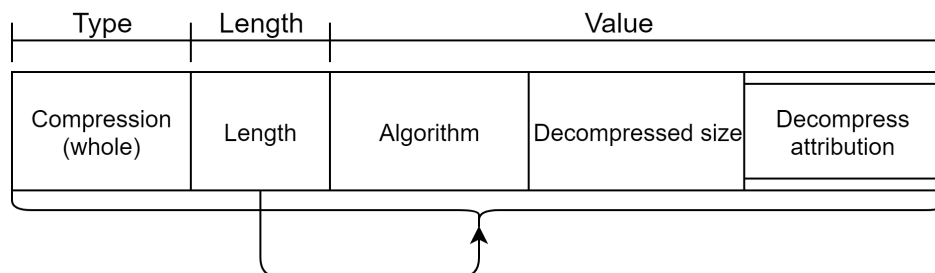 Type Length Value
Compression Length Algorithm Decompressed size Decompress
(whole) attribution